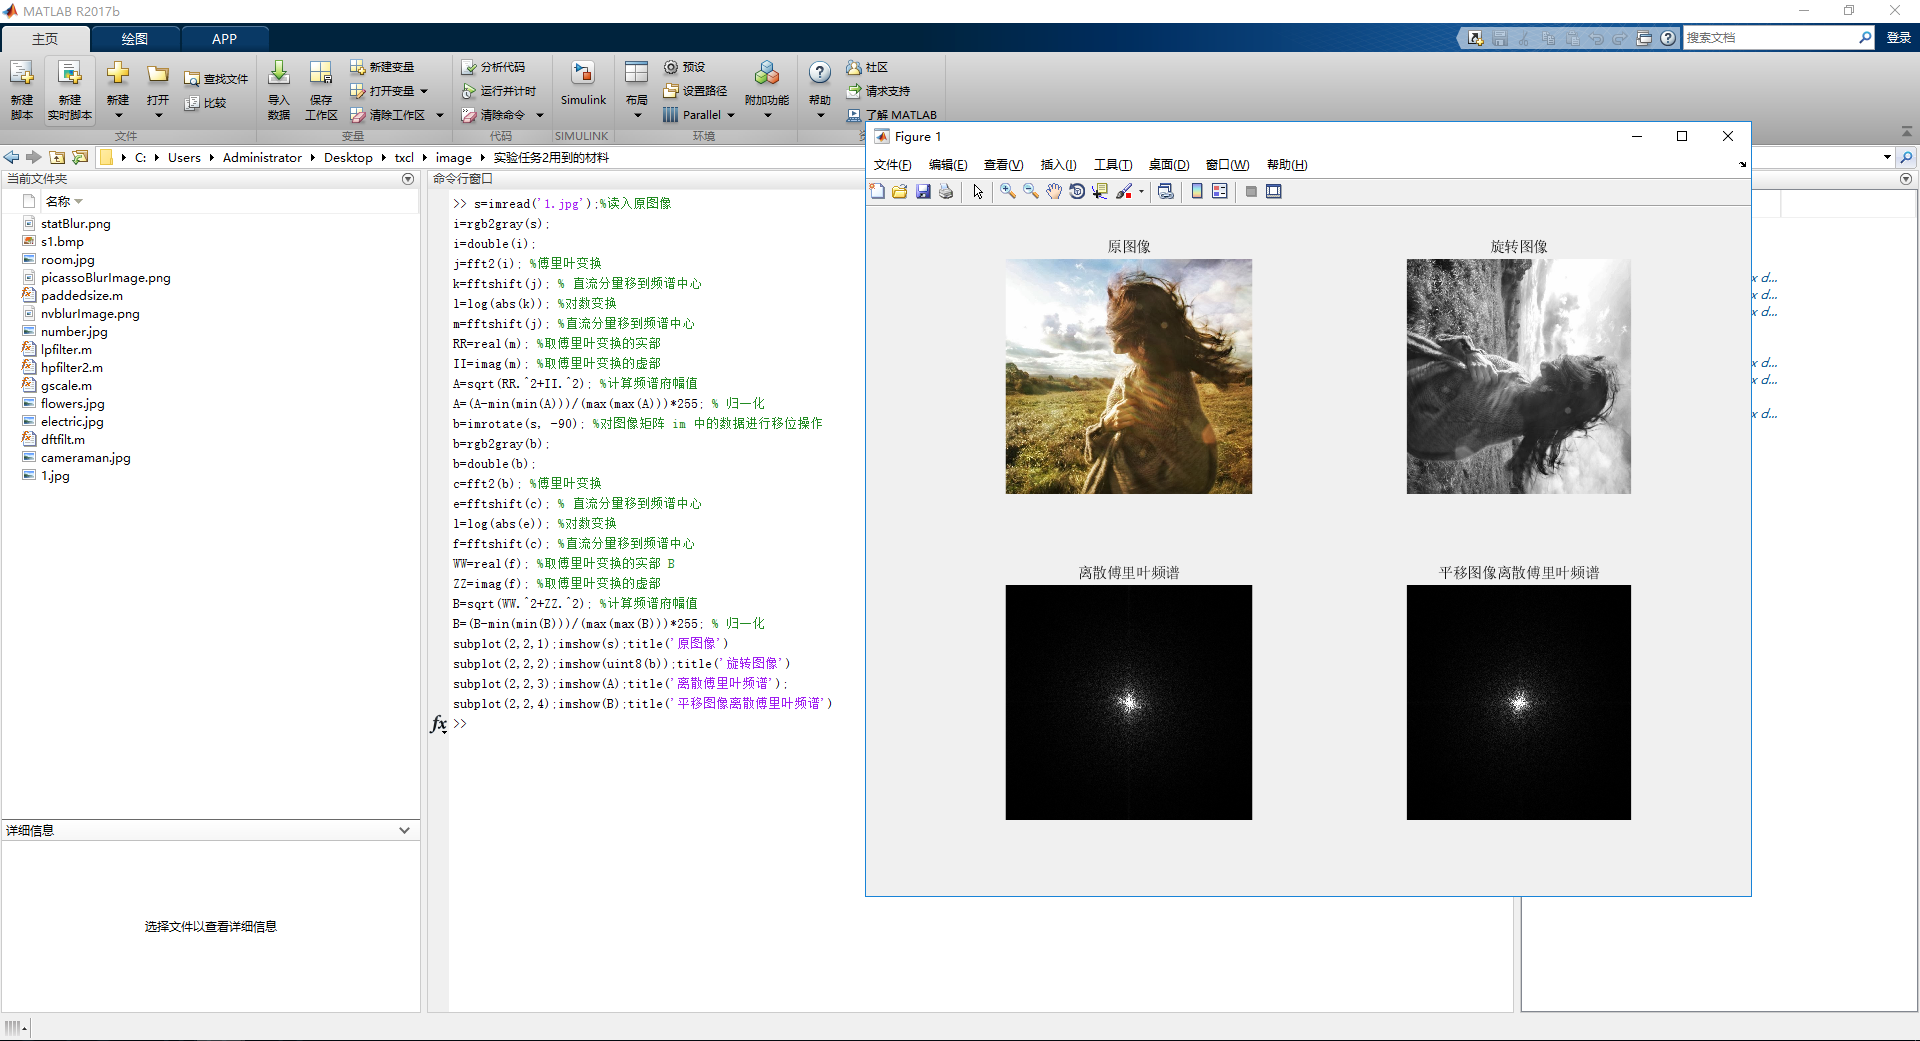 MATLAB R2017b
主页
绘图
APP
搜索文档
登录
新建
脚本
新建
实时脚本
新建
打开
查找文件
比较
导入
数据
保存
工作区
新建变量
打开变量
清除工作区
分析代码
运行并计时
清除命令
Simulink
布局
预设
设置路径
Parallel
附加功能
帮助
社区
请求支持
了解 MATLAB
文件
变量
代码
SIMULINK
环境
C: Users Administrator Desktop txcl image 实验任务2用到的材料
当前文件夹
名称
statBlur.png
s1.bmp
room.jpg
picassoBlurImage.png
paddedsize.m
nvblurImage.png
number.jpg
lpfilter.m
hpfilter2.m
gscale.m
flowers.jpg
electric.jpg
dftfilt.m
cameraman.jpg
1.jpg
详细信息
选择文件以查看详细信息
命令行窗口
>> s=imread('1.jpg');%读入原图像
i=rgb2gray(s);
i=double(i);
j=fft2(i); %傅里叶变换
k=fftshift(j); % 直流分量移到频谱中心
l=log(abs(k)); %对数变换
m=fftshift(j); %直流分量移到频谱中心
RR=real(m); %取傅里叶变换的实部
II=imag(m); %取傅里叶变换的虚部
A=sqrt(RR.^2+II.^2); %计算频谱府幅值
A=(A-min(min(A)))/(max(max(A)))*255; % 归一化
b=imrotate(s, -90); %对图像矩阵 im 中的数据进行移位操作
b=rgb2gray(b);
b=double(b);
c=fft2(b); %傅里叶变换
e=fftshift(c); % 直流分量移到频谱中心
l=log(abs(e)); %对数变换
f=fftshift(c); %直流分量移到频谱中心
WW=real(f); %取傅里叶变换的实部 B
ZZ=imag(f); %取傅里叶变换的虚部
B=sqrt(WW.^2+ZZ.^2); %计算频谱府幅值
B=(B-min(min(B)))/(max(max(B)))*255; % 归一化
subplot(2,2,1);imshow(s);title('原图像')
subplot(2,2,2);imshow(uint8(b));title('旋转图像')
subplot(2,2,3);imshow(A);title('离散傅里叶频谱');
subplot(2,2,4);imshow(B);title('平移图像离散傅里叶频谱')
fx >>
Figure 1
文件(F) 编辑(E) 查看(V) 插入(I) 工具(T) 桌面(D) 窗口(W) 帮助(H)
原图像
旋转图像
离散傅里叶频谱
平移图像离散傅里叶频谱
x d...
x d...
x d...
x d...
x d...
x d...